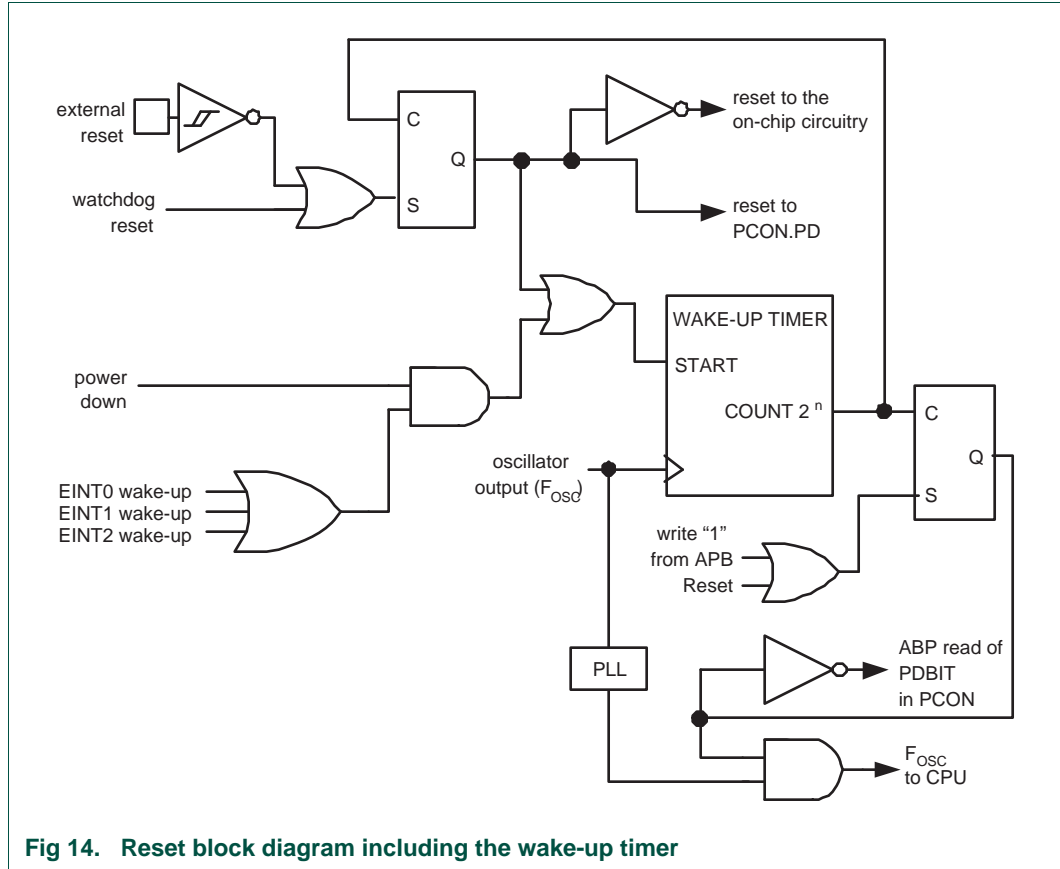 external
reset
C
Q
S
reset to the
on-chip circuitry
watchdog
reset
reset to
PCON.PD
WAKE-UP TIMER
START
COUNT 2 n
power
down
C
Q
S
oscillator
output (FOSC)
EINT0 wake-up
EINT1 wake-up
EINT2 wake-up
write “1”
from APB
Reset
PLL
ABP read of
PDBIT
in PCON
FOSC
to CPU
Fig 14. Reset block diagram including the wake-up timer